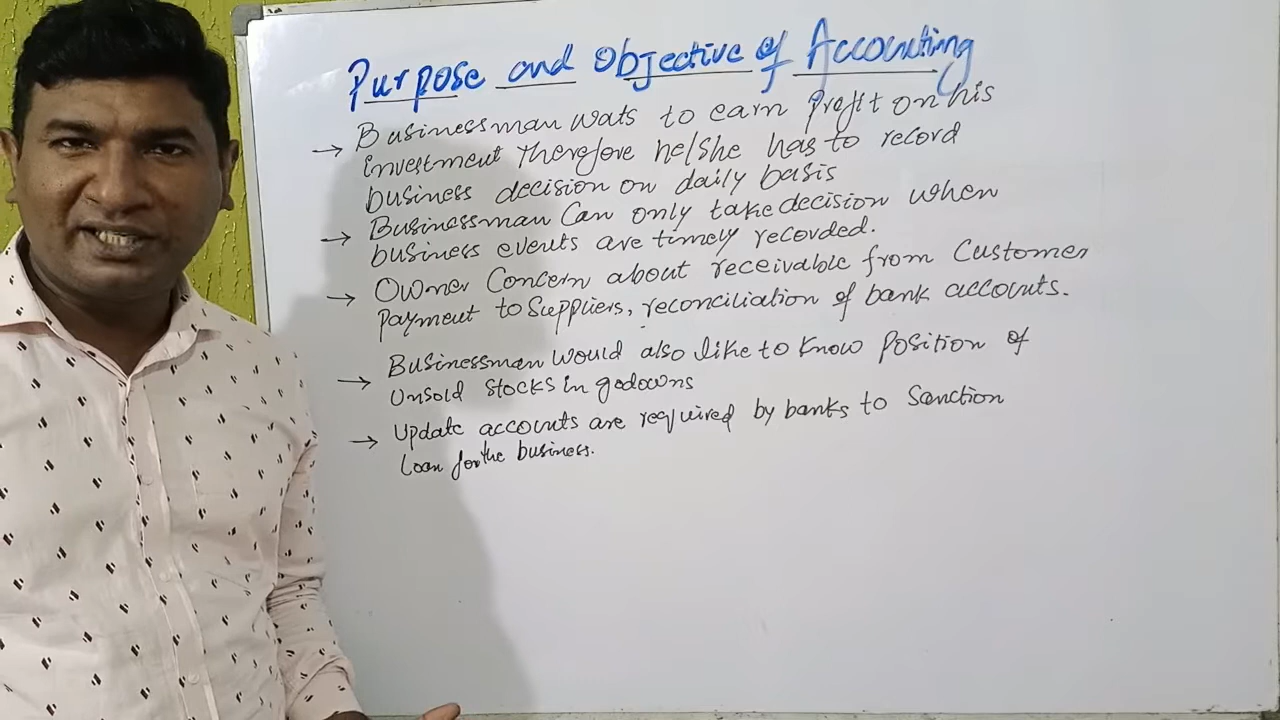 Purpose and Objective of Accounting
→ Businessman wats to earn profit on his
investment therefore he/she has to record
business decision on daily basis
→ Businessman can only take decision when
business events are timely recorded.
→ Owner Concern about receivable from Customer
payment to suppliers, reconciliation of bank accounts.
→ Businessman would also like to know position of
unsold stocks in godowns
→ Update accounts are required by banks to Sanction
Loan for the business.